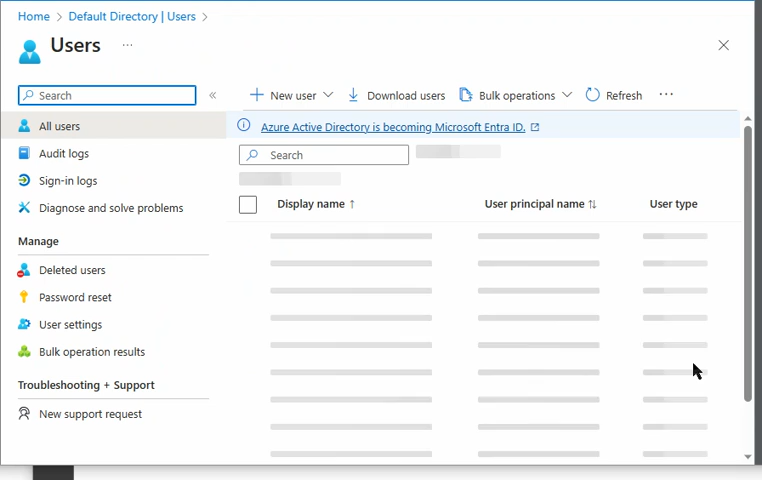 Home > Default Directory | Users >
Users ...
Search «
New user Download users Bulk operations Refresh ...
All users
Audit logs
Sign-in logs
Diagnose and solve problems
Manage
Deleted users
Password reset
User settings
Bulk operation results
Troubleshooting + Support
New support request
Azure Active Directory is becoming Microsoft Entra ID.
Search
Display name ↑ User principal name ↑↓ User type